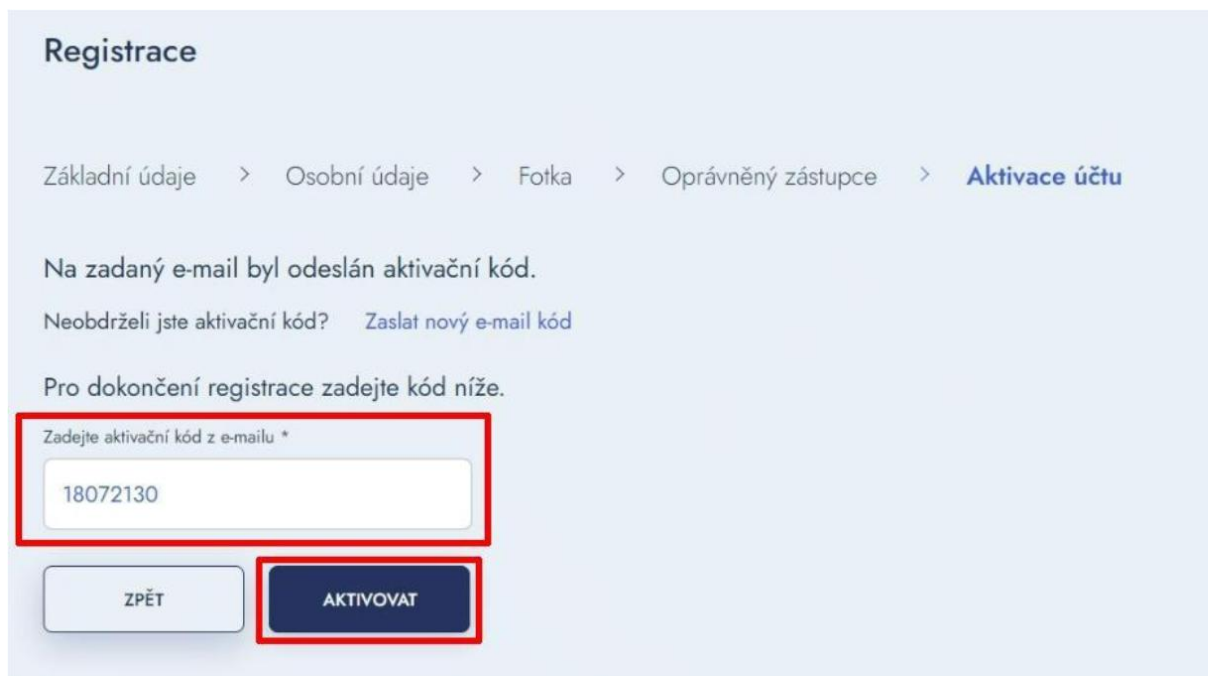 Registrace
Základní údaje > Osobní údaje > Fotka > Oprávněný zástupce > Aktivace účtu
Na zadaný e-mail byl odeslán aktivační kód.
Neobdrželi jste aktivační kód? Zaslat nový e-mail kód
Pro dokončení registrace zadejte kód níže.
Zadejte aktivační kód z e-mailu *
18072130
ZPĚT AKTIVOVAT